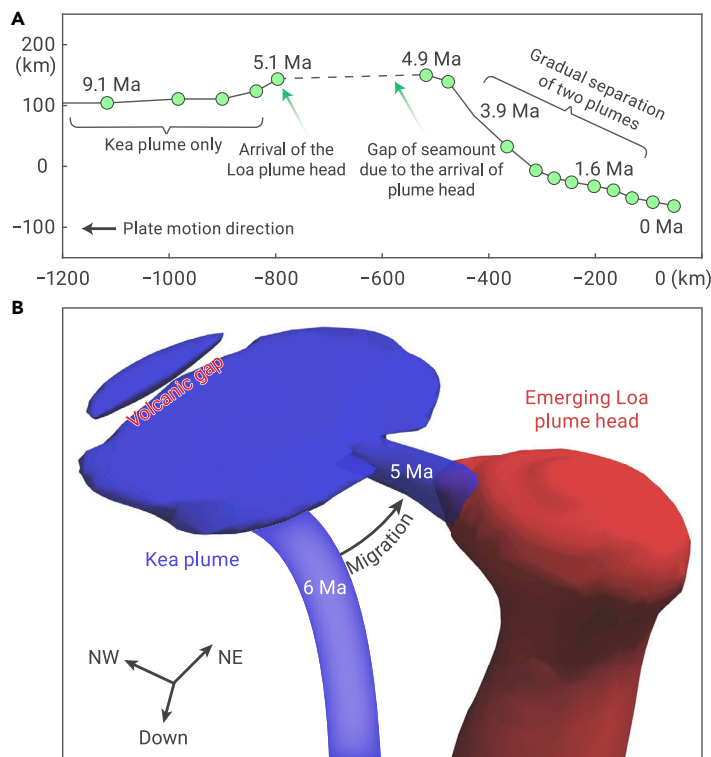 A
200
(km)
100
0
−100
9.1 Ma
5.1 Ma
4.9 Ma
3.9 Ma
1.6 Ma
0 Ma
Gradual separation
of two plumes
Kea plume only
Arrival of the
Loa plume head
Gap of seamount
due to the arrival of
plume head
Plate motion direction
−1200
−1000
−800
−600
−400
−200
0 (km)
B
Volcanic gap
Emerging Loa
plume head
5 Ma
Migration
Kea plume
6 Ma
NW
NE
Down